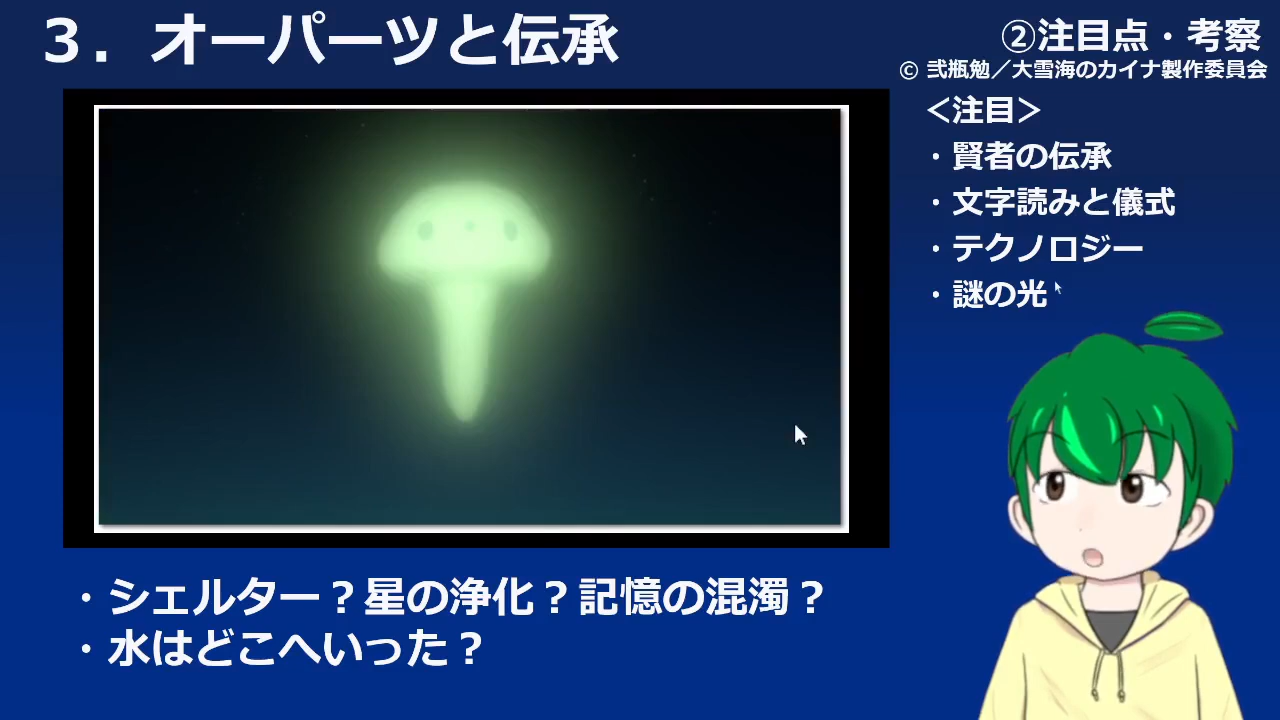 ３．オーパーツと伝承
②注目点・考察
© 弐瓶勉／大雪海のカイナ製作委員会
＜注目＞
・賢者の伝承
・文字読みと儀式
・テクノロジー
・謎の光
・シェルター？星の浄化？記憶の混濁？
・水はどこへいった？